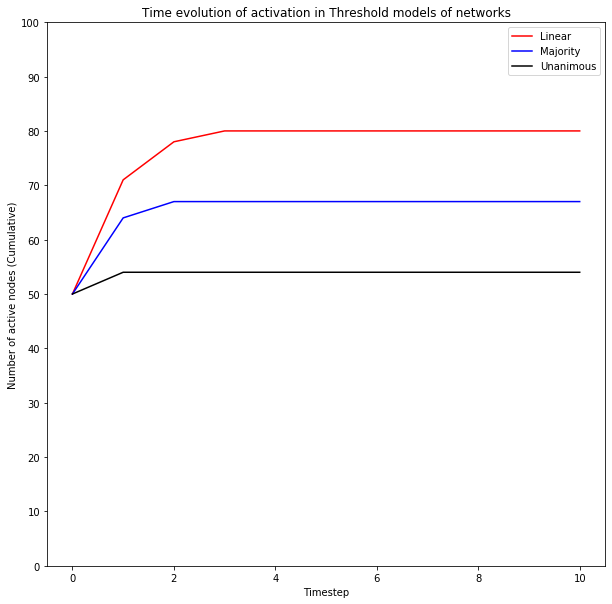 Time evolution of activation in Threshold models of networks
Linear
Majority
Unanimous
Number of active nodes (Cumulative)
100
90
80
70
60
50
40
30
20
10
0
0 2 4 6 8 10
Timestep